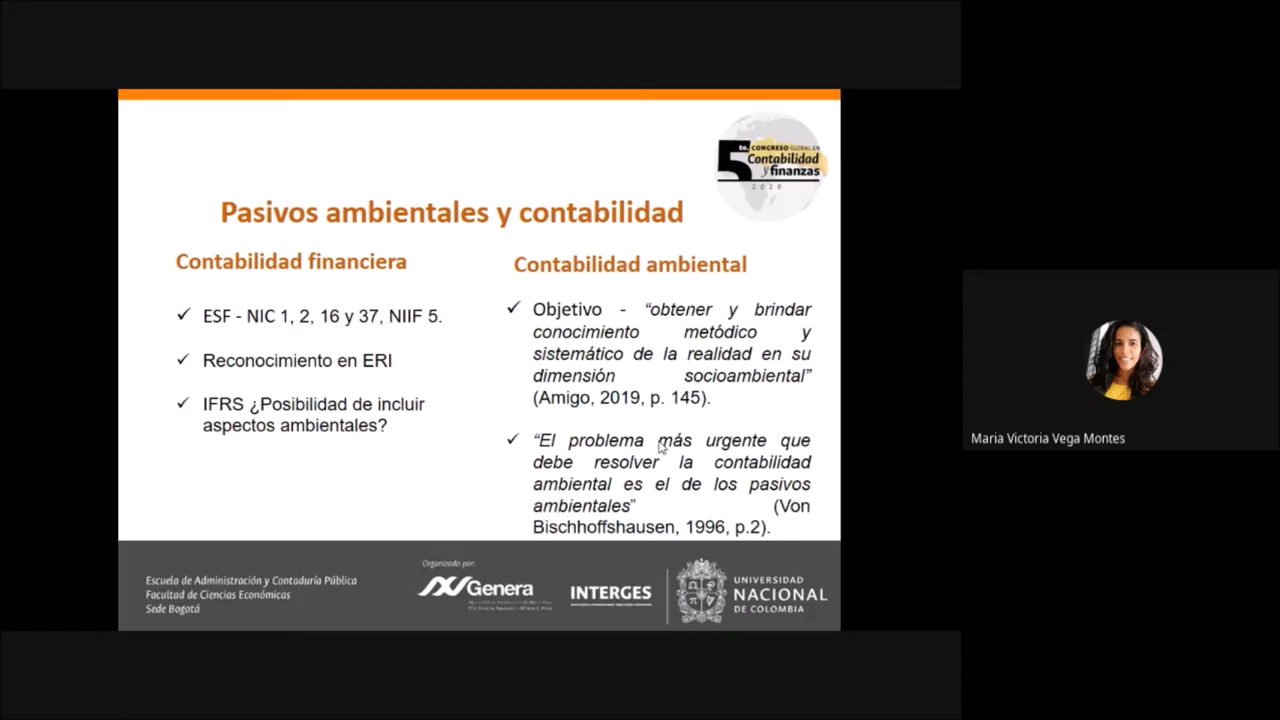 5to. CONGRESO GLOBAL EN
Contabilidad
y finanzas
2020
Pasivos ambientales y contabilidad
Contabilidad financiera
✓ ESF - NIC 1, 2, 16 y 37, NIIF 5.
✓ Reconocimiento en ERI
✓ IFRS ¿Posibilidad de incluir
aspectos ambientales?
Contabilidad ambiental
✓ Objetivo - “obtener y brindar
conocimiento metódico y
sistemático de la realidad en su
dimensión socioambiental”
(Amigo, 2019, p. 145).
✓ “El problema más urgente que
debe resolver la contabilidad
ambiental es el de los pasivos
ambientales” (Von
Bischhoffshausen, 1996, p.2).
Maria Victoria Vega Montes
Escuela de Administración y Contaduría Pública
Facultad de Ciencias Económicas
Sede Bogotá
Organizado por:
Genera
INTERGES
UNIVERSIDAD
NACIONAL
DE COLOMBIA